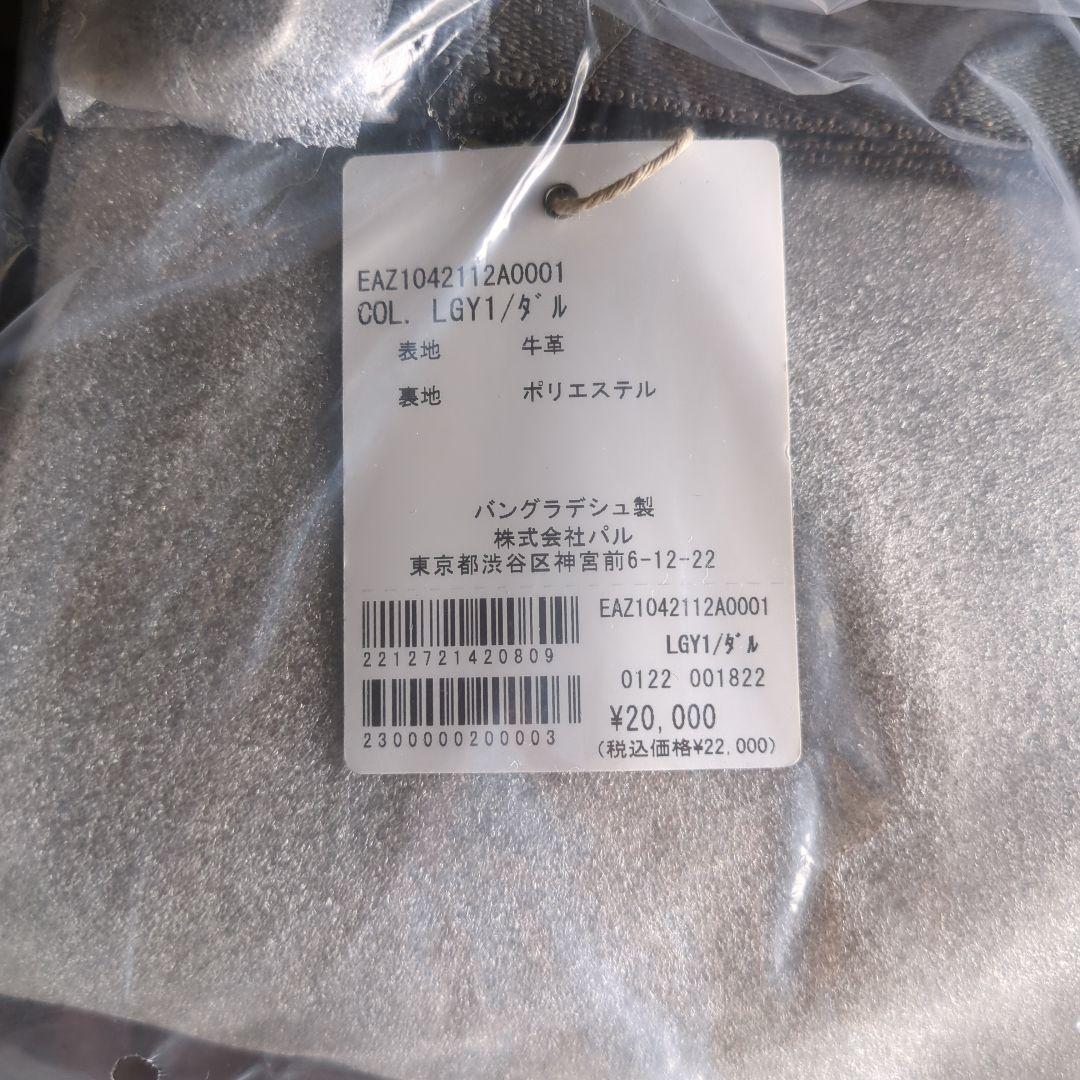 EAZ1042112A0001
COL. LGY1/ﾀﾞﾙ
表地 牛革
裏地 ポリエステル
バングラデシュ製
株式会社パル
東京都渋谷区神宮前6-12-22
2212721420809
2300000200003
EAZ1042112A0001
LGY1/ﾀﾞﾙ
0122 001822
¥20,000
(税込価格¥22,000)